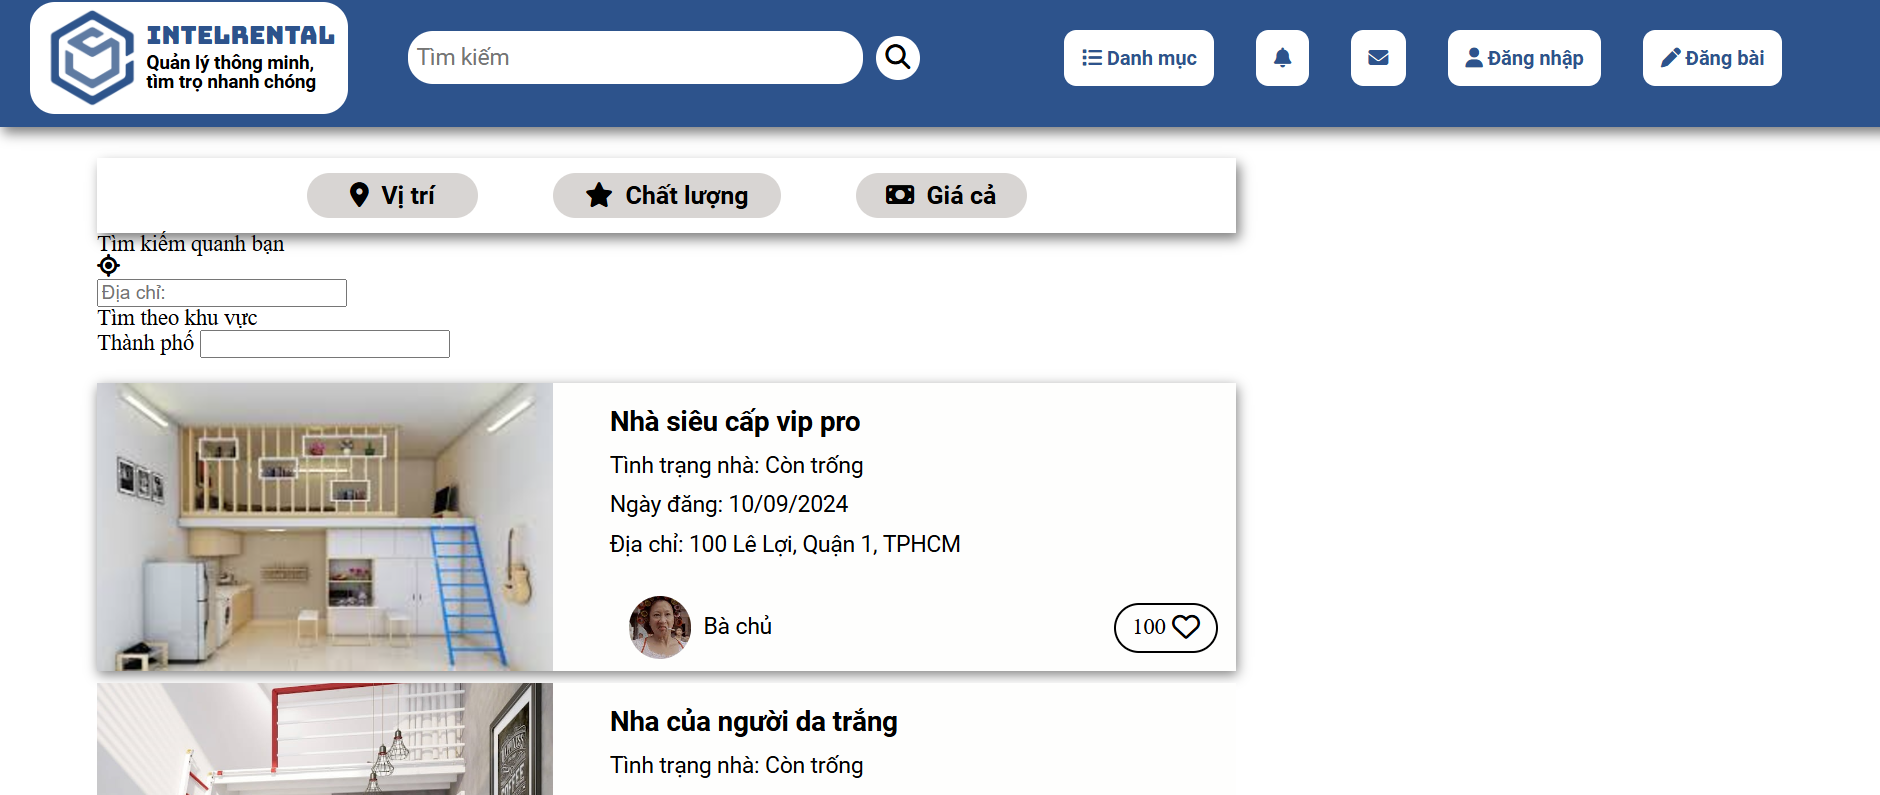 INTELRENTAL
Quản lý thông minh,
tìm trọ nhanh chóng
Tìm kiếm
Danh mục
Đăng nhập
Đăng bài
Vị trí
Chất lượng
Giá cả
Tìm kiếm quanh bạn
Địa chỉ:
Tìm theo khu vực
Thành phố
Nhà siêu cấp vip pro
Tình trạng nhà: Còn trống
Ngày đăng: 10/09/2024
Địa chỉ: 100 Lê Lợi, Quận 1, TPHCM
Bà chủ
100
Nha của người da trắng
Tình trạng nhà: Còn trống